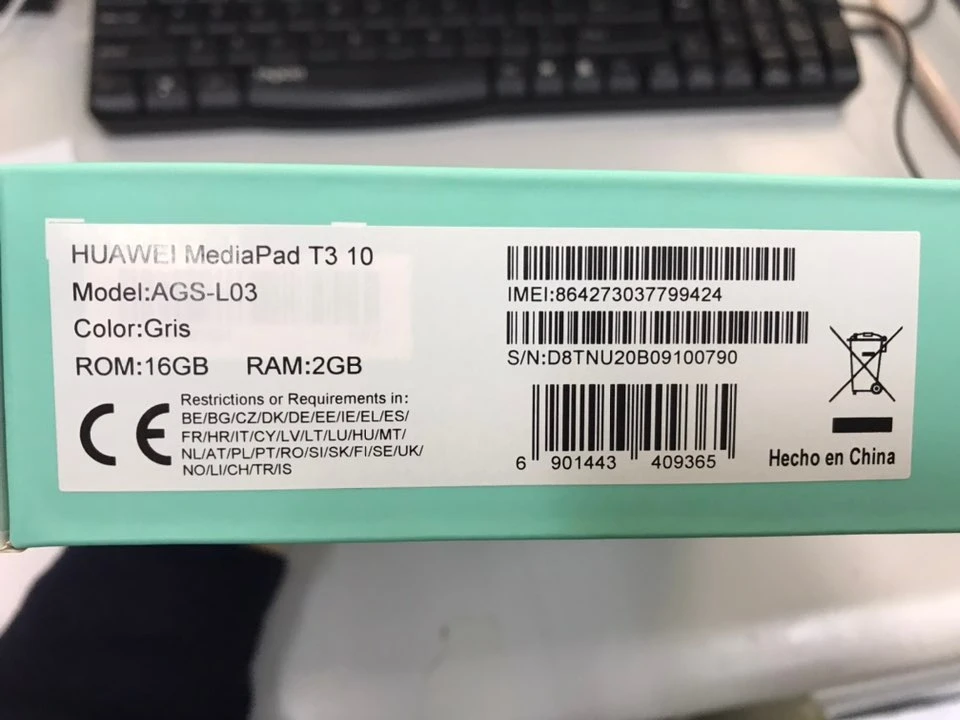 HUAWEI MediaPad T3 10
Model:AGS-L03
Color:Gris
ROM:16GB RAM:2GB
CE
Restrictions or Requirements in:
BE/BG/CZ/DK/DE/EE/IE/EL/ES/
FR/HR/IT/CY/LV/LT/LU/HU/MT/
NL/AT/PL/PT/RO/SI/SK/FI/SE/UK/
NO/LI/CH/TR/IS
IMEI:864273037799424
S/N:D8TNU20B09100790
6 901443 409365
Hecho en China